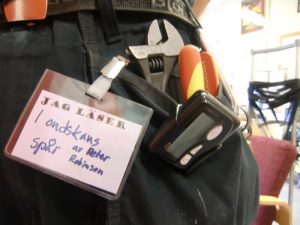 JAG LÄSER
I ondskans
spår av Peter
Robinson